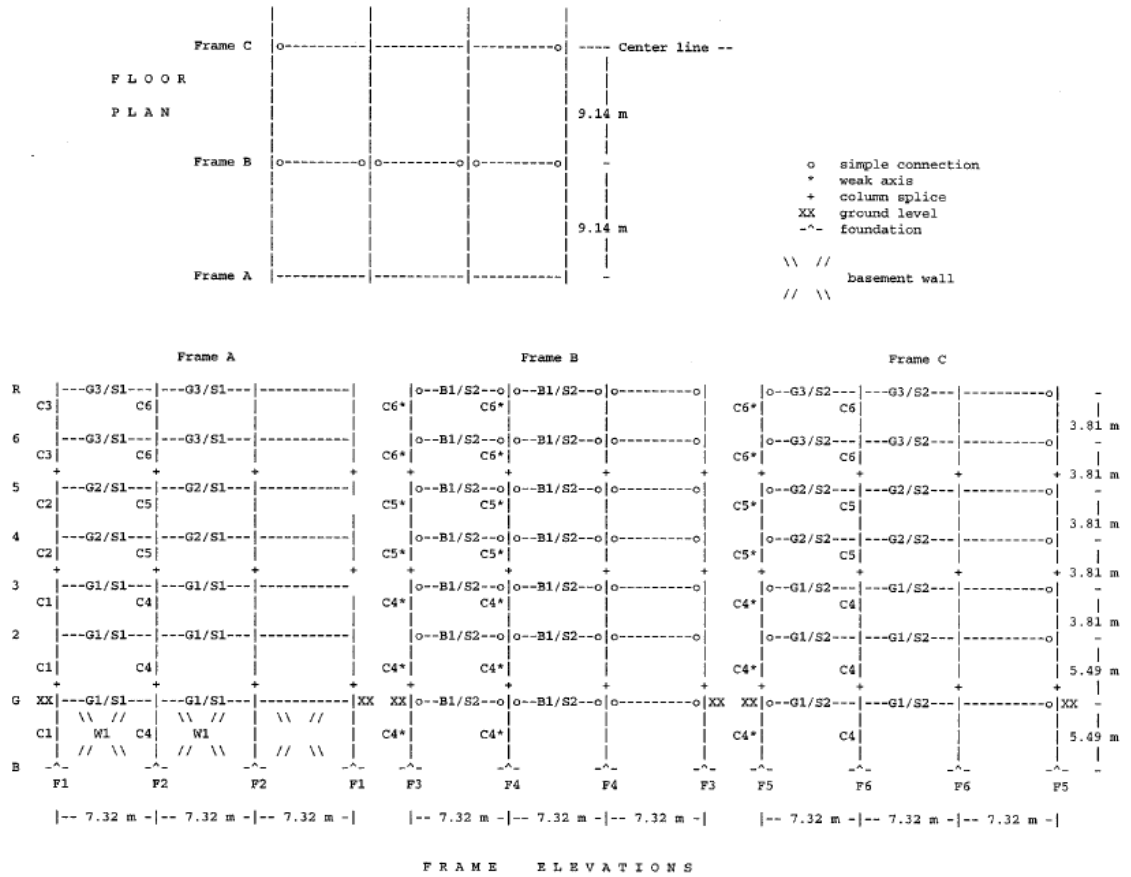 Frame C |o---------|---------|---------o| ---- Center line --
F L O O R
P L A N
9.14 m
Frame B |o---------o|o---------o|o---------o| -
o simple connection
* weak axis
+ column splice
XX ground level
-^- foundation
9.14 m
\\ //
basement wall
// \\
Frame A |---------|---------|---------| -
Frame A Frame B Frame C
R |---G3/S1---|---G3/S1---|----------| |o--B1/S2--o|o--B1/S2--o|o---------o| |o--G3/S2---|---G3/S2---|---------o| -
C3 C6 C6* C6* C6* C6
3.81 m
6 |---G3/S1---|---G3/S1---|----------| |o--B1/S2--o|o--B1/S2--o|o---------o| |o--G3/S2---|---G3/S2---|---------o| -
C3 C6 C6* C6* C6* C6
+ + + + + + + + + + + + 3.81 m
5 |---G2/S1---|---G2/S1---|----------| |o--B1/S2--o|o--B1/S2--o|o---------o| |o--G2/S2---|---G2/S2---|---------o| -
C2 C5 C5* C5* C5* C5
3.81 m
4 |---G2/S1---|---G2/S1---|----------| |o--B1/S2--o|o--B1/S2--o|o---------o| |o--G2/S2---|---G2/S2---|---------o| -
C2 C5 C5* C5* C5* C5
+ + + + + + + + + + + + 3.81 m
3 |---G1/S1---|---G1/S1---|----------| |o--B1/S2--o|o--B1/S2--o|o---------o| |o--G1/S2---|---G1/S2---|---------o| -
C1 C4 C4* C4* C4* C4
3.81 m
2 |---G1/S1---|---G1/S1---|----------| |o--B1/S2--o|o--B1/S2--o|o---------o| |o--G1/S2---|---G1/S2---|---------o| -
C1 C4 C4* C4* C4* C4 5.49 m
+ + + + + + + + + + + +
G XX|---G1/S1---|---G1/S1---|----------|XX XX|o--B1/S2--o|o--B1/S2--o|o---------o|XX XX|o--G1/S2---|---G1/S2---|---------o|XX -
\\ // \\ // \\ //
C1 W1 C4 W1 C4* C4* C4* C4 5.49 m
// \\ // \\ // \\
B -^- -^- -^- -^- -^- -^- -^- -^- -^- -^- -^- -^- -
F1 F2 F2 F1 F3 F4 F4 F3 F5 F6 F6 F5
|-- 7.32 m -|-- 7.32 m -|-- 7.32 m -| |-- 7.32 m -|-- 7.32 m -|-- 7.32 m -| |-- 7.32 m -|-- 7.32 m -|-- 7.32 m -|
F R A M E E L E V A T I O N S